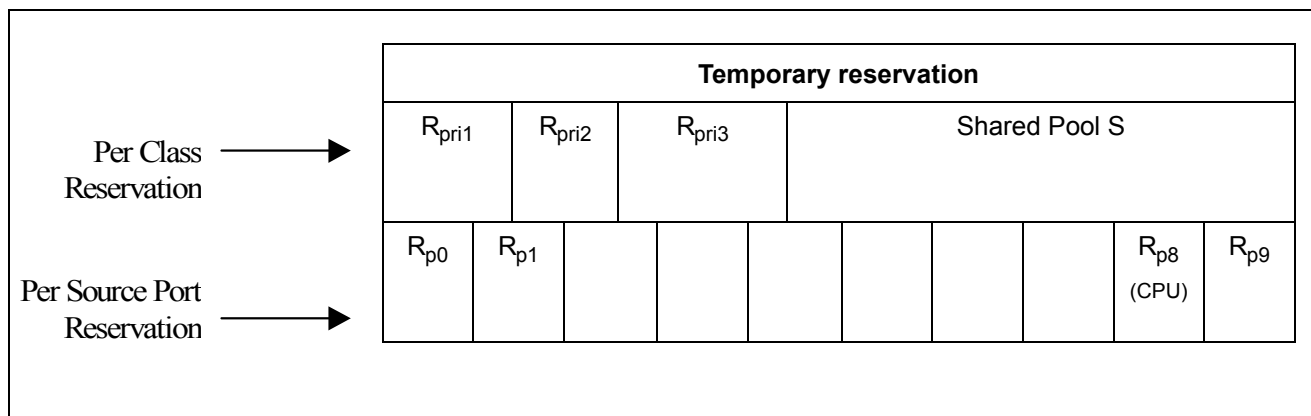 Temporary reservation
Per Class
Reservation
Rpri1
Rpri2
Rpri3
Shared Pool S
Per Source Port
Reservation
Rp0
Rp1
Rp8
(CPU)
Rp9